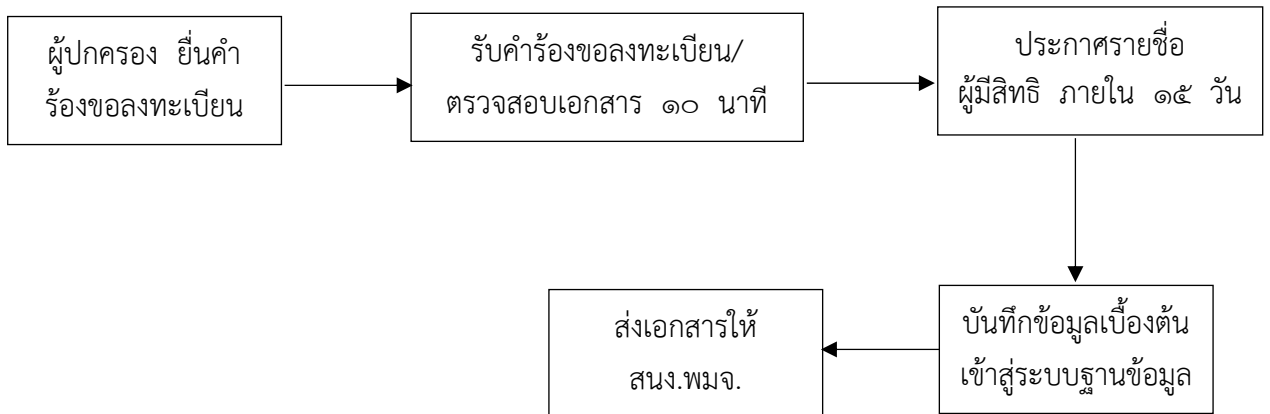 ผู้ปกครอง ยื่นคำ
ร้องขอลงทะเบียน
รับคำร้องขอลงทะเบียน/
ตรวจสอบเอกสาร ๑๐ นาที
ประกาศรายชื่อ
ผู้มีสิทธิ ภายใน ๑๕ วัน
บันทึกข้อมูลเบื้องต้น
เข้าสู่ระบบฐานข้อมูล
ส่งเอกสารให้
สนง.พมจ.